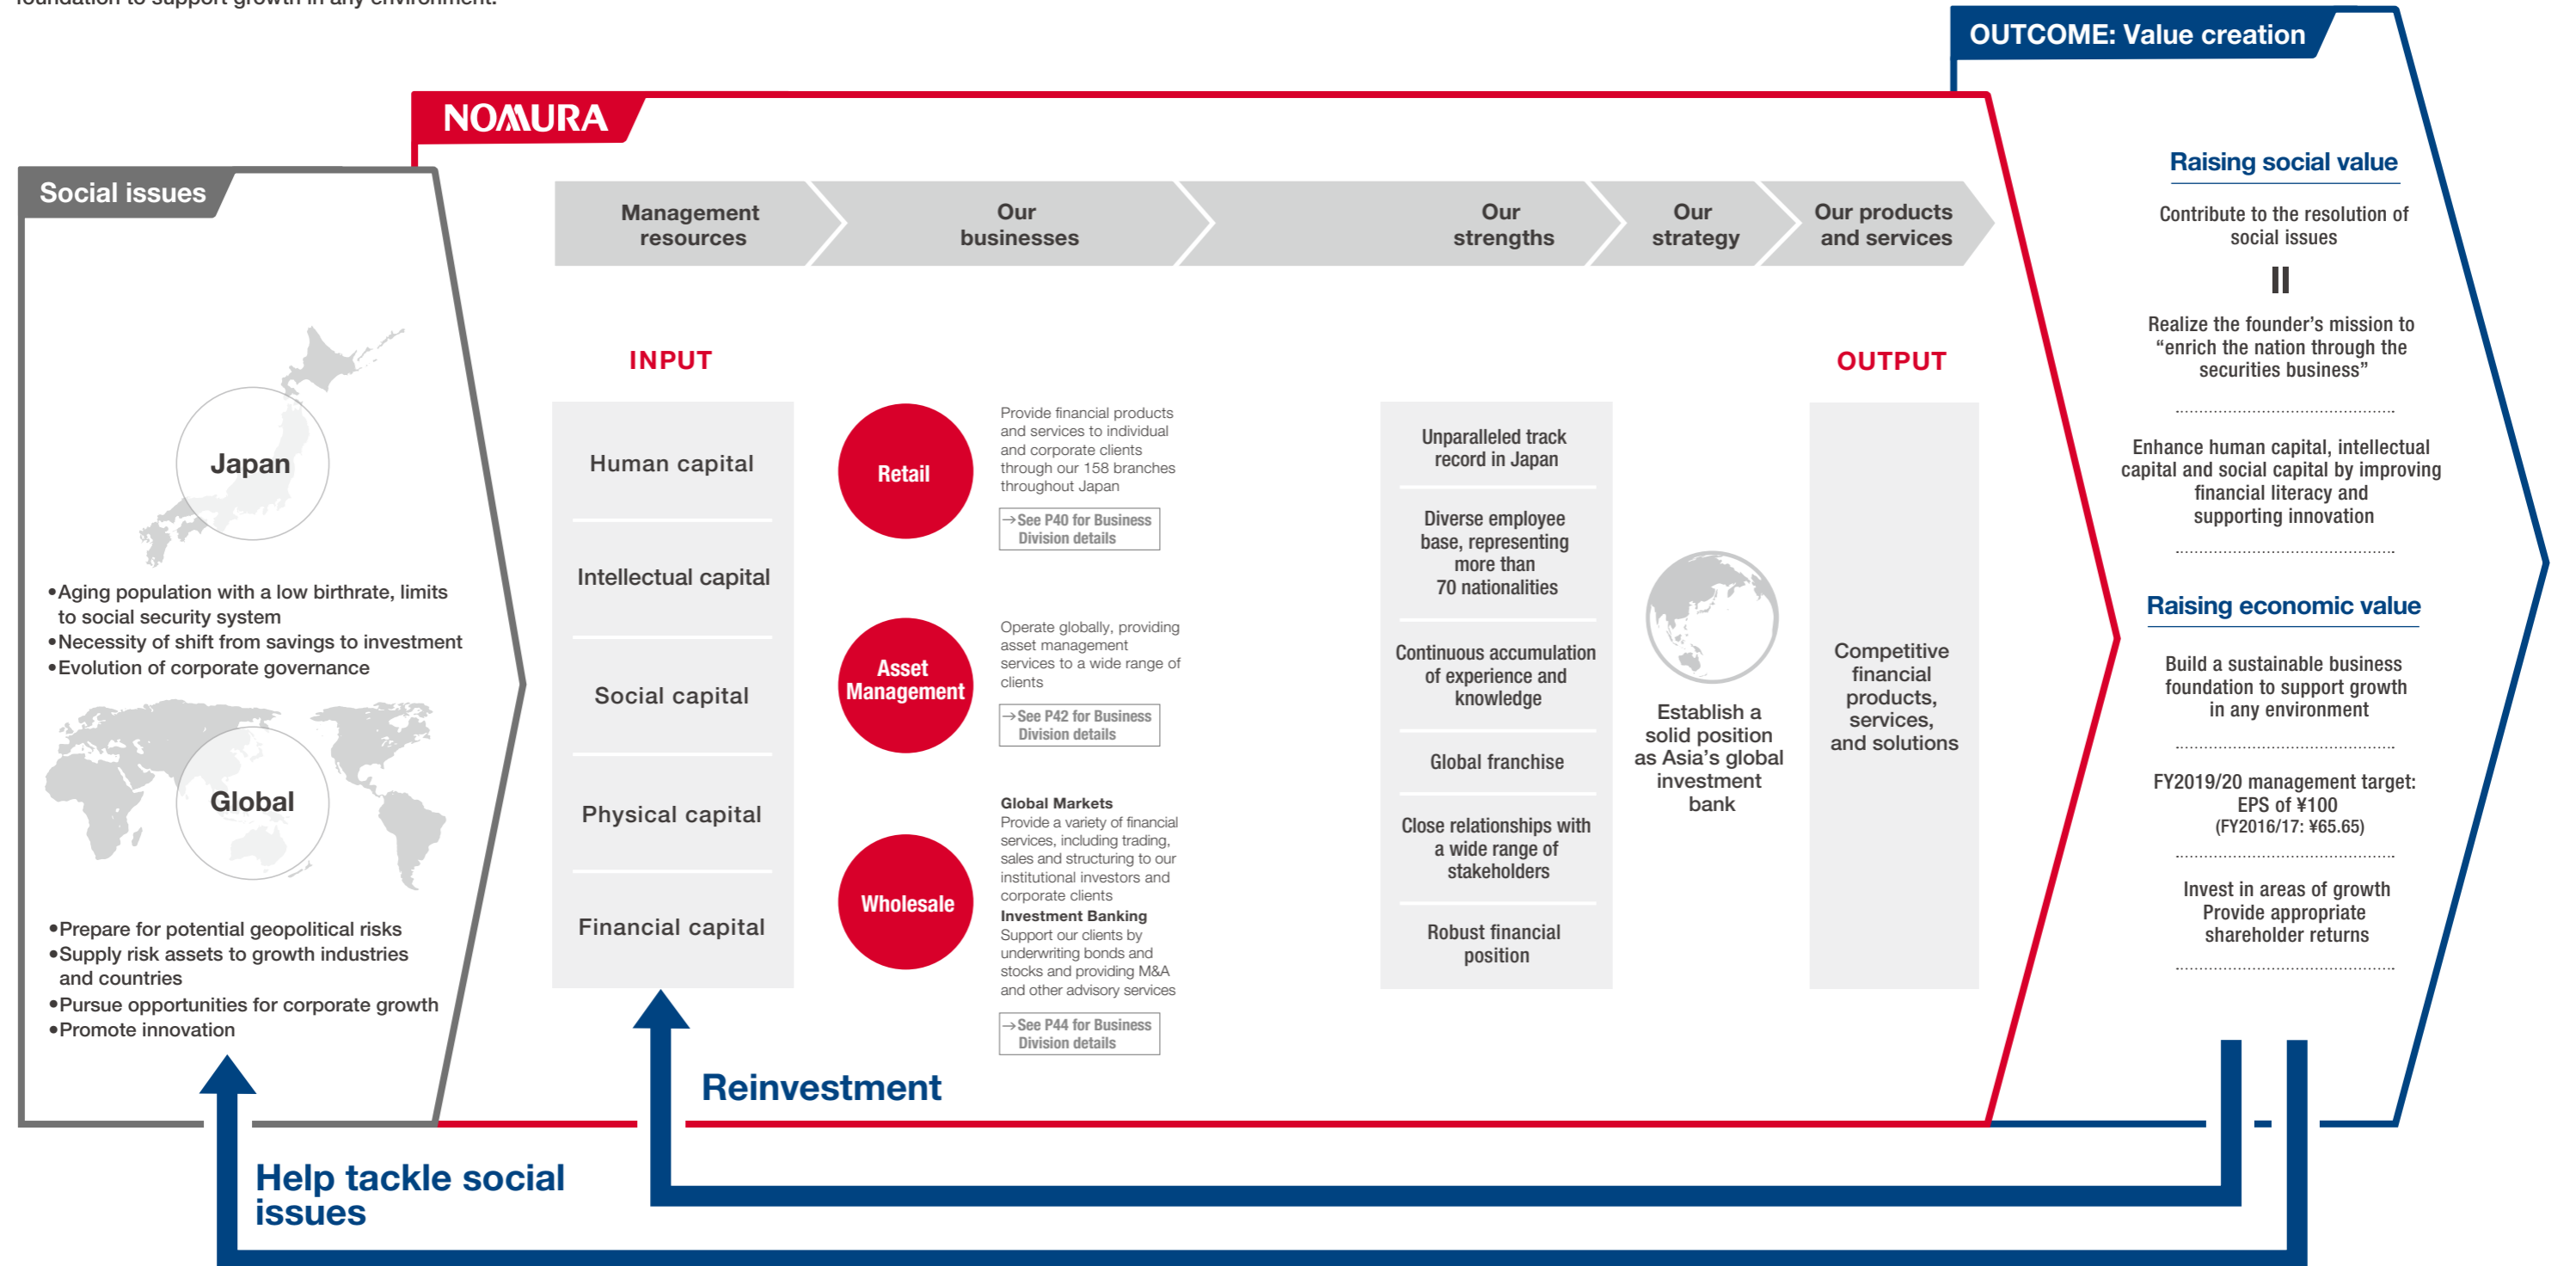 foundation to support growth in any environment.
OUTCOME: Value creation
NOMURA
Social issues
Japan
•Aging population with a low birthrate, limits
to social security system
•Necessity of shift from savings to investment
•Evolution of corporate governance
Global
•Prepare for potential geopolitical risks
•Supply risk assets to growth industries
and countries
•Pursue opportunities for corporate growth
•Promote innovation
Management
resources
Our
businesses
Our
strengths
Our
strategy
Our products
and services
INPUT
Human capital
Intellectual capital
Social capital
Physical capital
Financial capital
Retail
Provide financial products
and services to individual
and corporate clients
through our 158 branches
throughout Japan
→See P40 for Business
Division details
Asset
Management
Operate globally, providing
asset management
services to a wide range of
clients
→See P42 for Business
Division details
Wholesale
Global Markets
Provide a variety of financial
services, including trading,
sales and structuring to our
institutional investors and
corporate clients
Investment Banking
Support our clients by
underwriting bonds and
stocks and providing M&A
and other advisory services
→See P44 for Business
Division details
Unparalleled track
record in Japan
Diverse employee
base, representing
more than
70 nationalities
Continuous accumulation
of experience and
knowledge
Global franchise
Close relationships with
a wide range of
stakeholders
Robust financial
position
Establish a
solid position
as Asia’s global
investment
bank
OUTPUT
Competitive
financial
products,
services,
and solutions
Raising social value
Contribute to the resolution of
social issues
Realize the founder’s mission to
“enrich the nation through the
securities business”
Enhance human capital, intellectual
capital and social capital by improving
financial literacy and
supporting innovation
Raising economic value
Build a sustainable business
foundation to support growth
in any environment
FY2019/20 management target:
EPS of ¥100
(FY2016/17: ¥65.65)
Invest in areas of growth
Provide appropriate
shareholder returns
Reinvestment
Help tackle social
issues